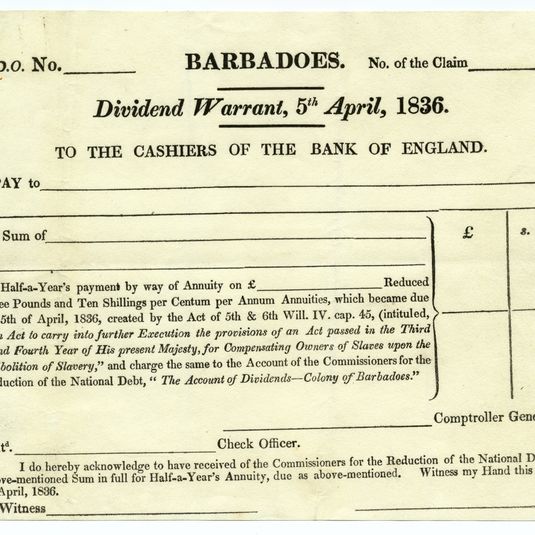 .o. No.
BARBADOES. No. of the Claim
Dividend Warrant, 5th April, 1836.
TO THE CASHIERS OF THE BANK OF ENGLAND.
PAY to
Sum of
£ s.
Half-a-Year's payment by way of Annuity on £ Reduced
ee Pounds and Ten Shillings per Centum per Annum Annuities, which became due
5th of April, 1836, created by the Act of 5th & 6th Will. IV. cap. 45, (intituled,
n Act to carry into further Execution the provisions of an Act passed in the Third
nd Fourth Year of His present Majesty, for Compensating Owners of Slaves upon the
bolition of Slavery," and charge the same to the Account of the Commissioners for the
duction of the National Debt, " The Account of Dividends—Colony of Barbadoes."
Comptroller Gene
td. Check Officer.
I do hereby acknowledge to have received of the Commissioners for the Reduction of the National D
ve-mentioned Sum in full for Half-a-Year's Annuity, due as above-mentioned. Witness my Hand this
April, 1836.
Witness